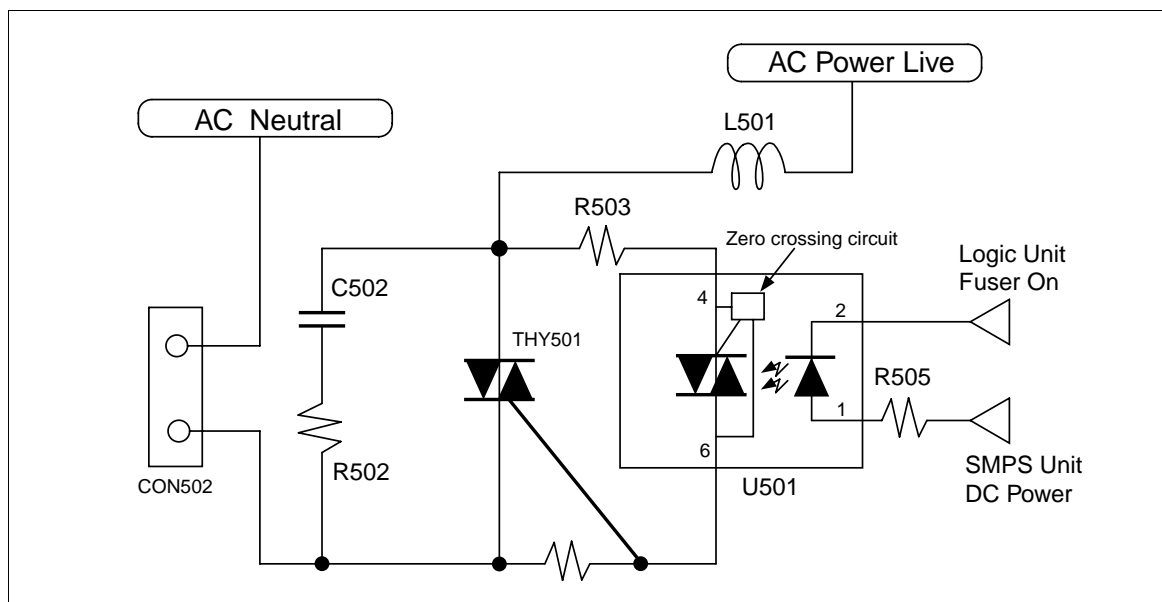 AC Power Live
AC Neutral
L501
R503
Zero crossing circuit
Logic Unit
Fuser On
C502
4
2
THY501
R505
1
6
R502
CON502
U501
SMPS Unit
DC Power